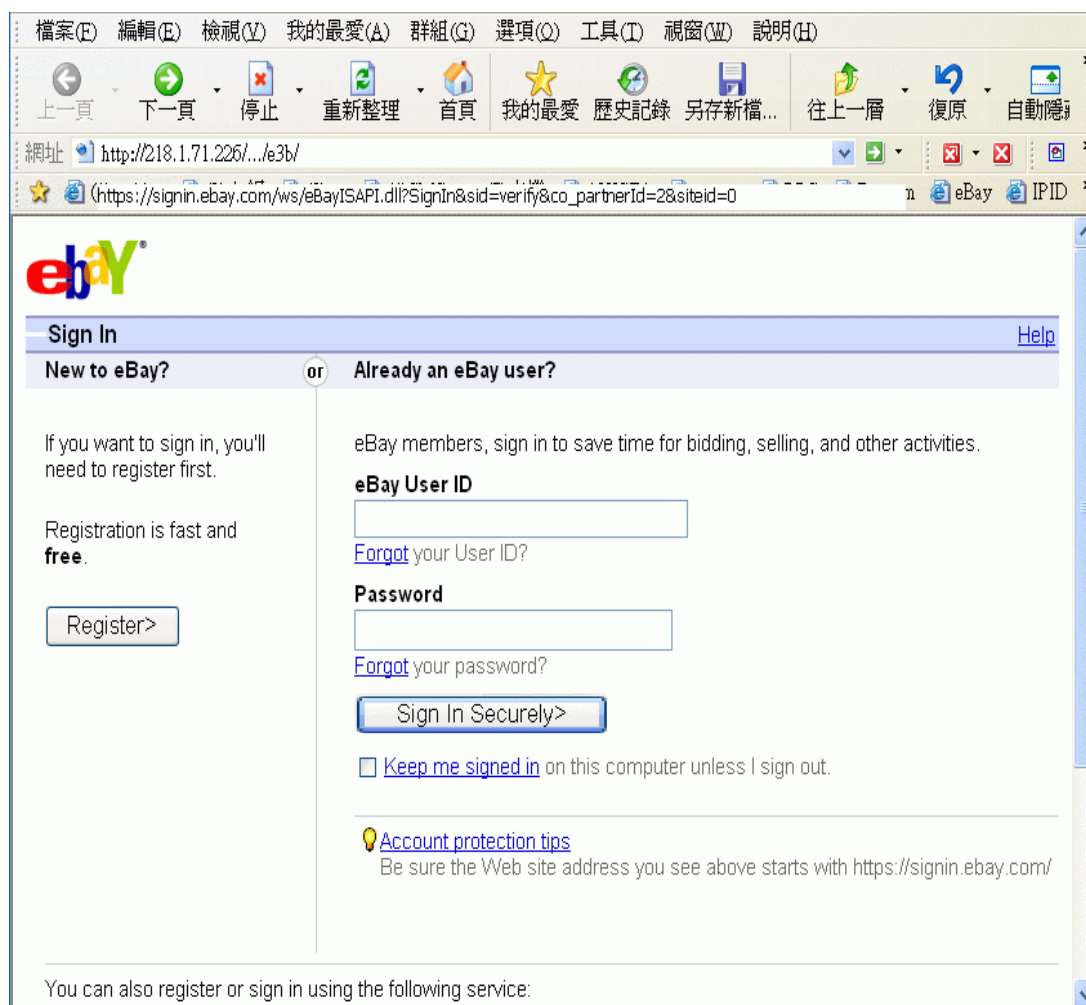 檔案(F) 編輯(E) 檢視(V) 我的最愛(A) 群組(G) 選項(O) 工具(T) 視窗(W) 說明(H)
上一頁 下一頁 停止 重新整理 首頁 我的最愛 歷史記錄 另存新檔... 往上一層 復原 自動隱
網址 http://218.1.71.226/.../e3b/
(https://signin.ebay.com/ws/eBayISAPI.dll?SignIn&sid=verify&co_partnerId=2&siteid=0 eBay IPID
ebaY®
Sign In Help
New to eBay? or Already an eBay user?
If you want to sign in, you'll
need to register first.
Registration is fast and
free.
Register>
eBay members, sign in to save time for bidding, selling, and other activities.
eBay User ID
Forgot your User ID?
Password
Forgot your password?
Sign In Securely>
Keep me signed in on this computer unless I sign out.
Account protection tips
Be sure the Web site address you see above starts with https://signin.ebay.com/
You can also register or sign in using the following service: